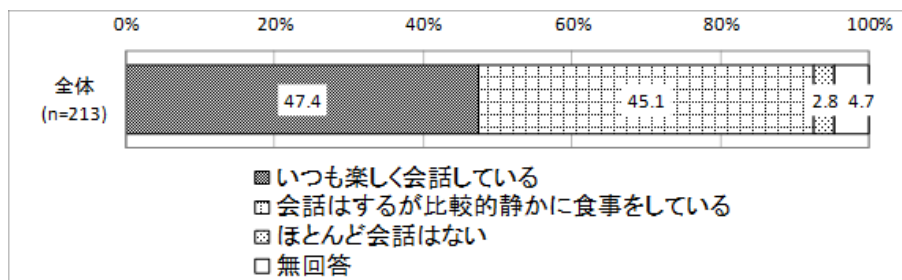 0% 20% 40% 60% 80% 100%
全体
(n=213)
47.4 45.1 2.8 4.7
いつも楽しく会話している
会話はするが比較的静かに食事をしている
ほとんど会話はない
無回答